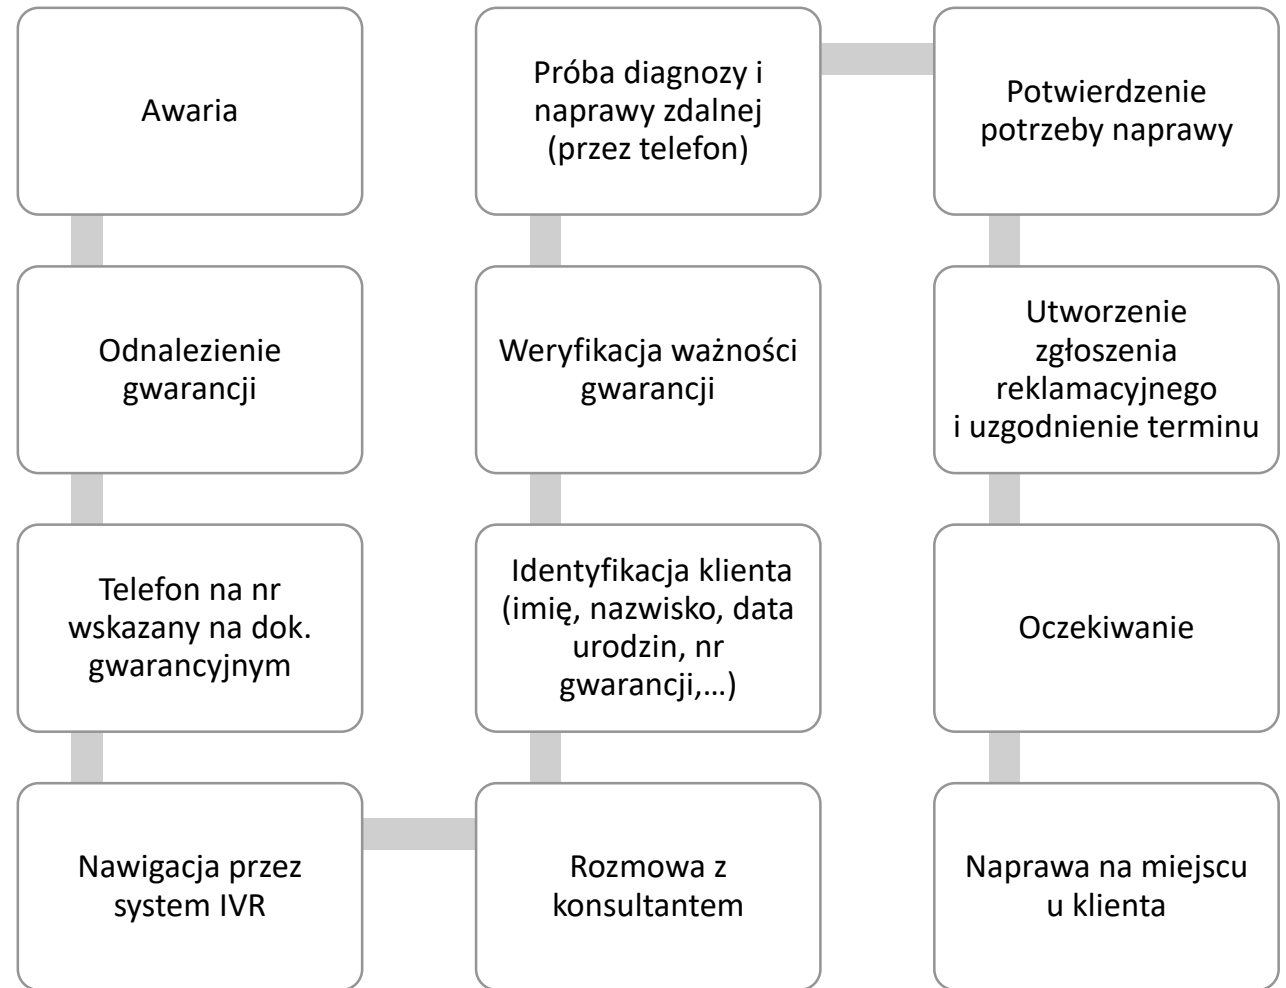 Awaria
Odnalezienie
gwarancji
Telefon na nr
wskazany na dok.
gwarancyjnym
Nawigacja przez
system IVR
Rozmowa z
konsultantem
Identyfikacja klienta
(imię, nazwisko, data
urodzin, nr
gwarancji,…)
Weryfikacja ważności
gwarancji
Próba diagnozy i
naprawy zdalnej
(przez telefon)
Potwierdzenie
potrzeby naprawy
Utworzenie
zgłoszenia
reklamacyjnego
i uzgodnienie terminu
Oczekiwanie
Naprawa na miejscu
u klienta